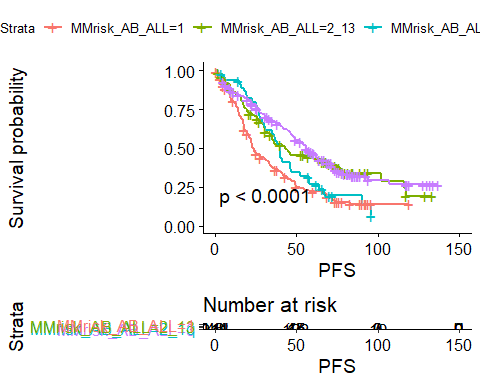 Strata MMrisk_AB_ALL=1 MMrisk_AB_ALL=2_13 MMrisk_AB_AL
Survival probability
1.00
0.75
0.50
0.25
0.00
p < 0.0001
0 50 100 150
PFS
Number at risk
Strata
0 50 100 150
PFS